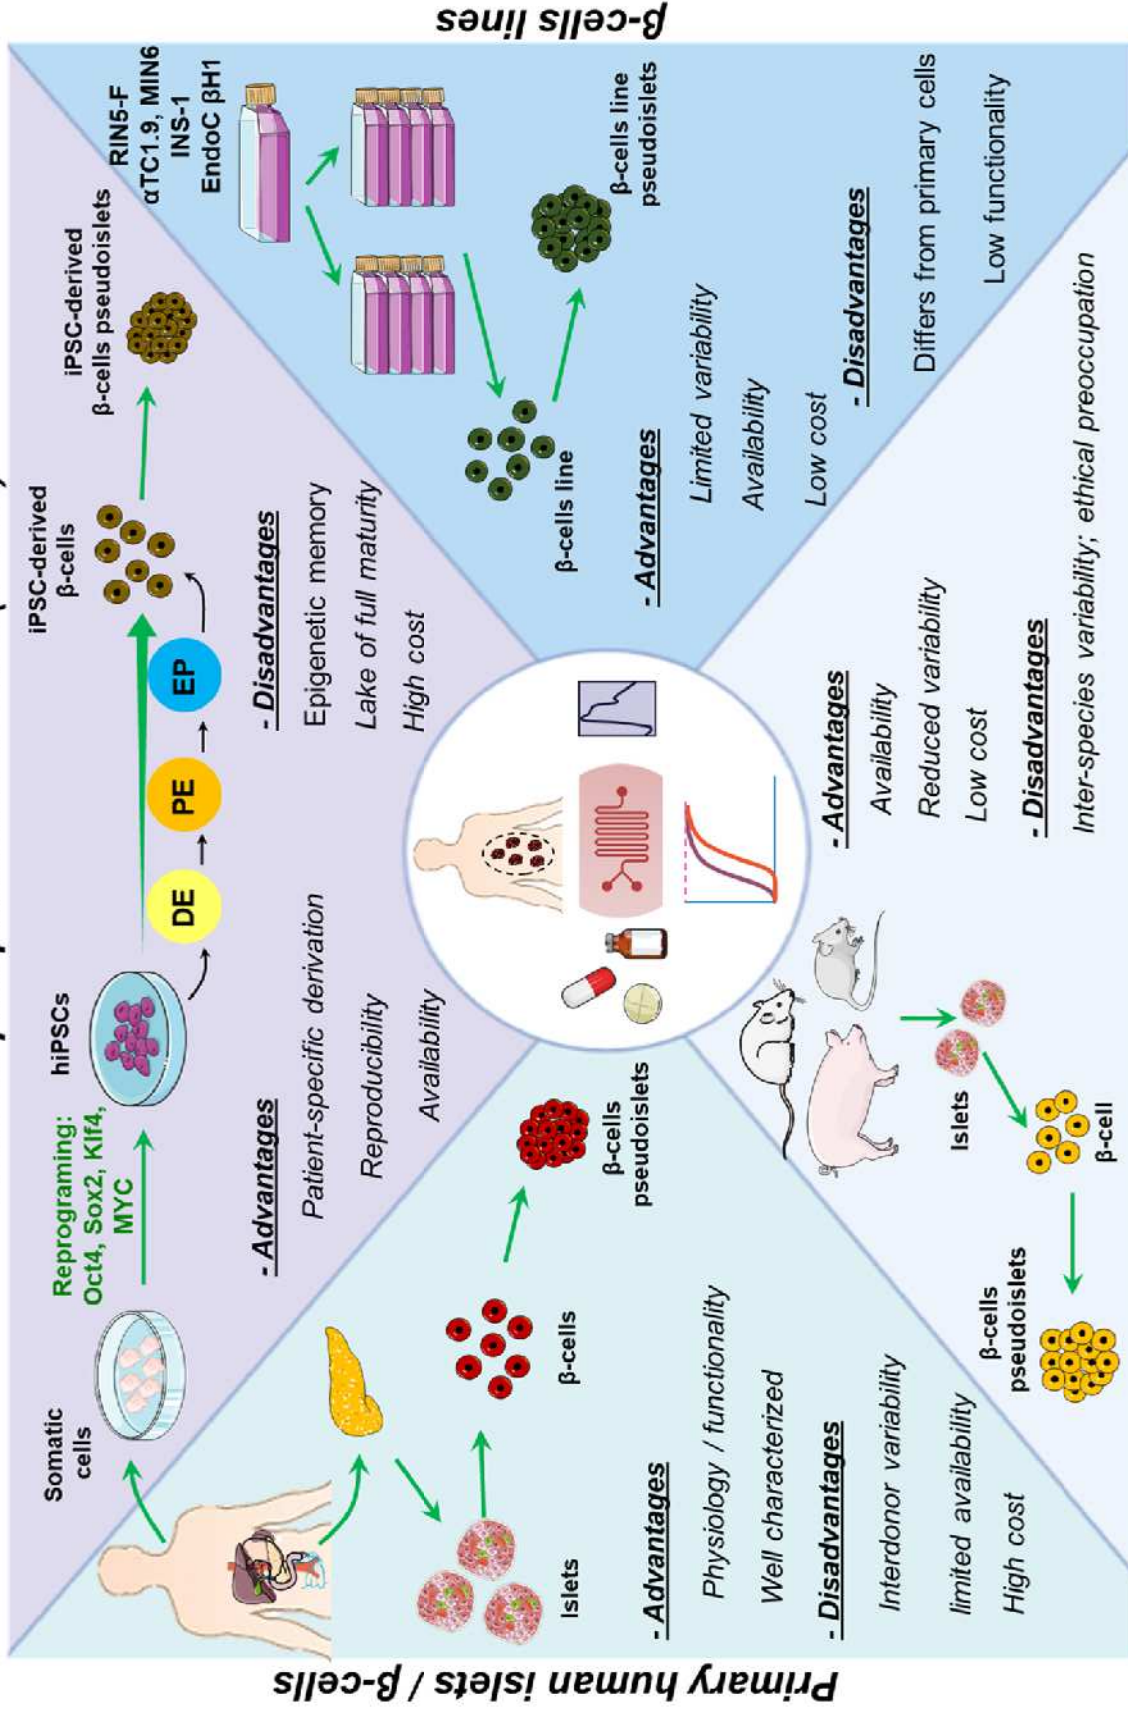 Somatic
cells
Reprograming:
Oct4, Sox2, Klf4,
MYC
hiPSCs
DE
PE
EP
iPSC-derived
β-cells
iPSC-derived
β-cells pseudoislets
- Advantages
Patient-specific derivation
Reproducibility
Availability
- Disadvantages
Epigenetic memory
Lake of full maturity
High cost
Primary human islets / β-cells
Islets
β-cells
β-cells
pseudoislets
- Advantages
Physiology / functionality
Well characterized
- Disadvantages
Interdonor variability
limited availability
High cost
β-cells lines
RIN5-F
αTC1.9, MIN6
INS-1
EndoC βH1
β-cells line
β-cells line
pseudoislets
- Advantages
Limited variability
Availability
Low cost
- Disadvantages
Differs from primary cells
Low functionality
Islets
β-cell
β-cells
pseudoislets
- Advantages
Availability
Reduced variability
Low cost
- Disadvantages
Inter-species variability; ethical preoccupation